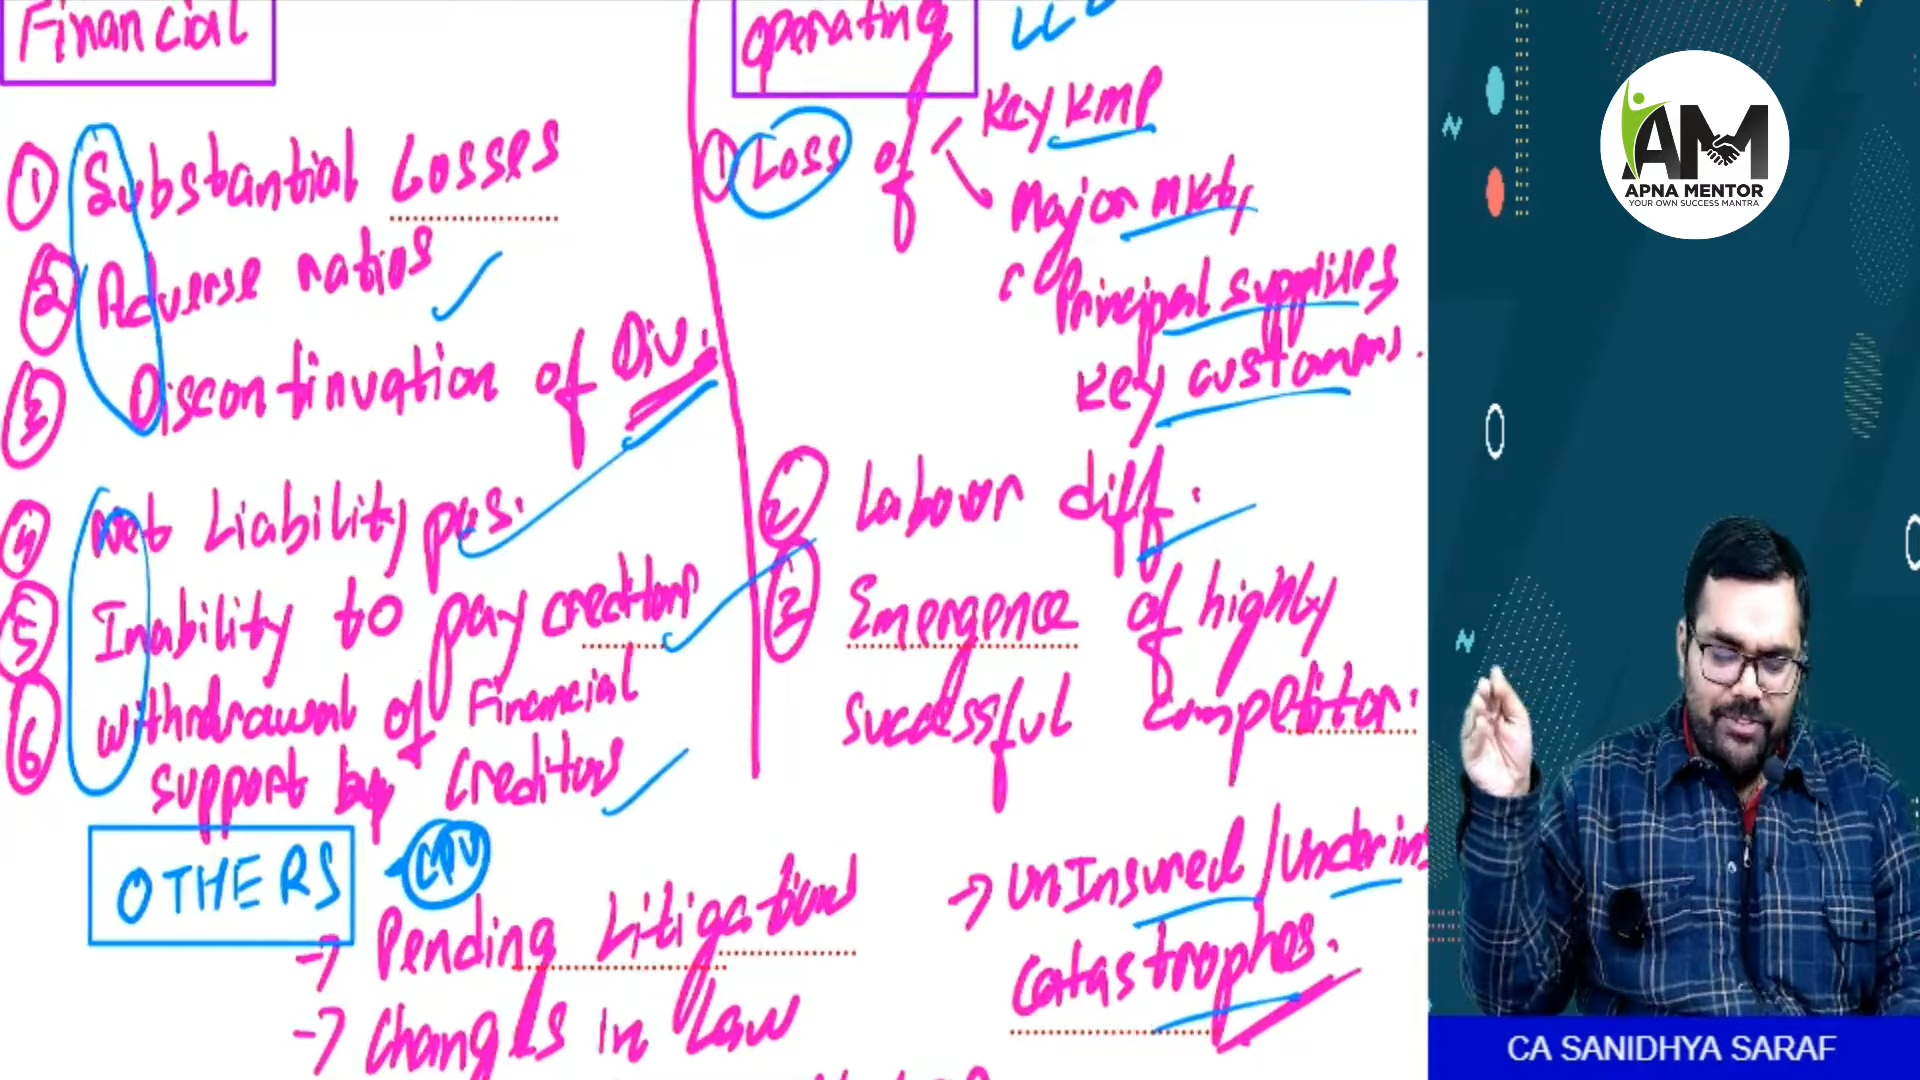 Financial
① Substantial Losses
② Adverse ratios
③ Discontinuation of Div.
④ Net Liability pos.
⑤ Inability to pay creditors
⑥ Withdrawal of Financial
support by creditors
operating
① Loss of
Key KMP
Major mkt,
Principal suppliers
Key customers.
② Labour diff.
③ Emergence of highly
successful competitor.
OTHERS
→ Pending Litigations
→ Changes in Law
→ UnInsured/Underins
catastrophes.
AM
APNA MENTOR
YOUR OWN SUCCESS MANTRA
CA SANIDHYA SARAF